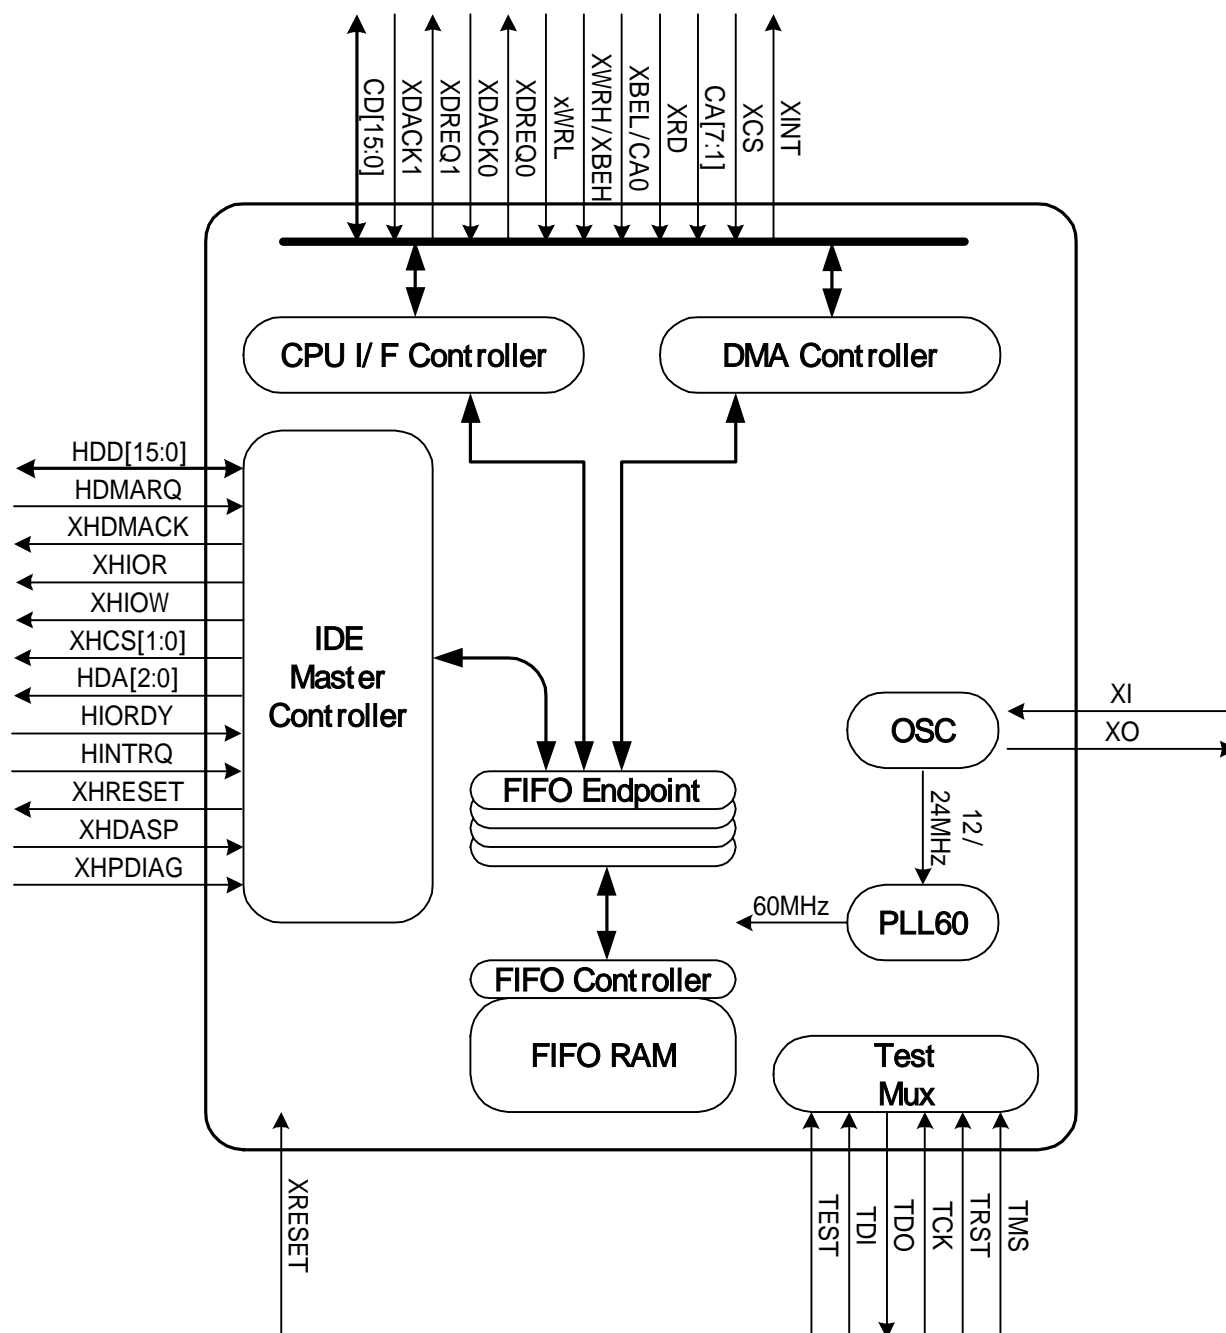 CD[15:0]
XDACK1
XDREQ1
XDACK0
XDREQ0
xWRL
XWRH/XBEH
XBEL/CA0
XRD
CA[7:1]
XCS
XINT
CPU I/F Controller
DMA Controller
HDD[15:0]
HDMARQ
XHDMACK
XHIOR
XHIOW
XHCS[1:0]
HDA[2:0]
HIORDY
HINTRQ
XHRESET
XHDASP
XHPDIAG
IDE
Master
Controller
XI
XO
OSC
12/
24MHz
FIFO Endpoint
60MHz
PLL60
FIFO Controller
FIFO RAM
Test
Mux
XRESET
TEST
TDI
TDO
TCK
TRST
TMS